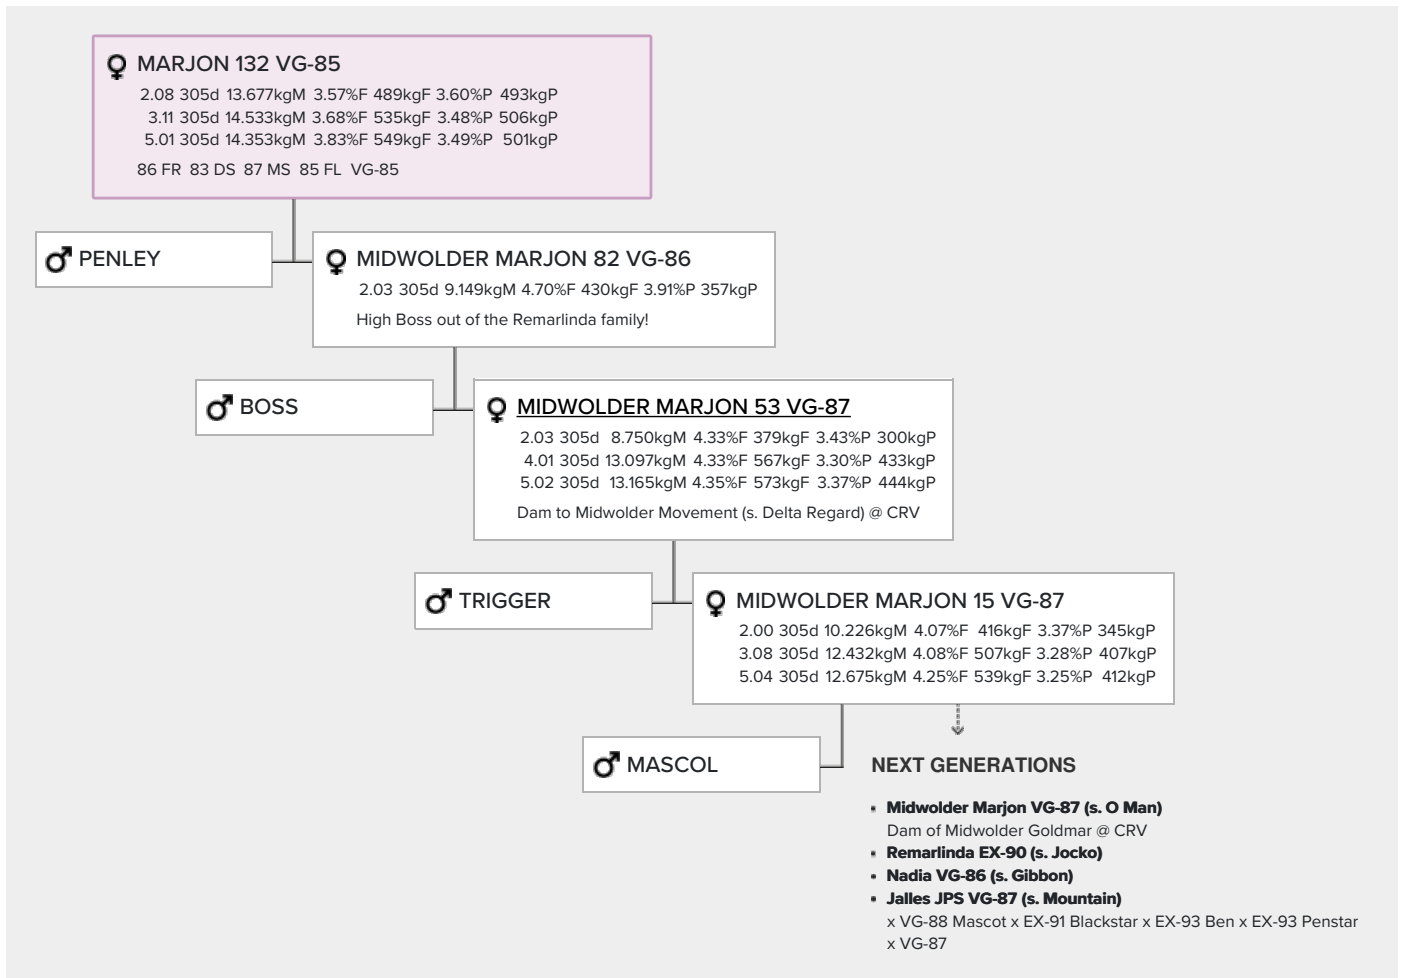 MARJON 132 VG-85
2.08 305d 13.677kgM 3.57%F 489kgF 3.60%P 493kgP
3.11 305d 14.533kgM 3.68%F 535kgF 3.48%P 506kgP
5.01 305d 14.353kgM 3.83%F 549kgF 3.49%P 501kgP
86 FR 83 DS 87 MS 85 FL VG-85
PENLEY
MIDWOLDER MARJON 82 VG-86
2.03 305d 9.149kgM 4.70%F 430kgF 3.91%P 357kgP
High Boss out of the Remarlinda family!
BOSS
MIDWOLDER MARJON 53 VG-87
2.03 305d 8.750kgM 4.33%F 379kgF 3.43%P 300kgP
4.01 305d 13.097kgM 4.33%F 567kgF 3.30%P 433kgP
5.02 305d 13.165kgM 4.35%F 573kgF 3.37%P 444kgP
Dam to Midwolder Movement (s. Delta Regard) @ CRV
TRIGGER
MIDWOLDER MARJON 15 VG-87
2.00 305d 10.226kgM 4.07%F 416kgF 3.37%P 345kgP
3.08 305d 12.432kgM 4.08%F 507kgF 3.28%P 407kgP
5.04 305d 12.675kgM 4.25%F 539kgF 3.25%P 412kgP
MASCOL
NEXT GENERATIONS
▪ Midwolder Marjon VG-87 (s. O Man)
Dam of Midwolder Goldmar @ CRV
▪ Remarlinda EX-90 (s. Jocko)
▪ Nadia VG-86 (s. Gibbon)
▪ Jalles JPS VG-87 (s. Mountain)
x VG-88 Mascot x EX-91 Blackstar x EX-93 Ben x EX-93 Penstar
x VG-87